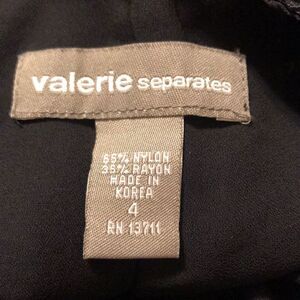 valerie separates
65% NYLON
35% RAYON
MADE IN
KOREA
4
RN 13711